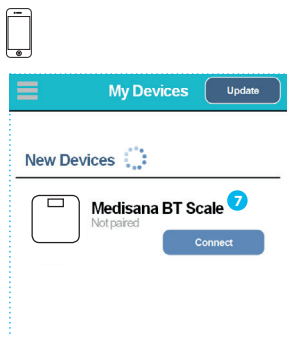 My Devices Update
New Devices
Medisana BT Scale 7
Not paired
Connect